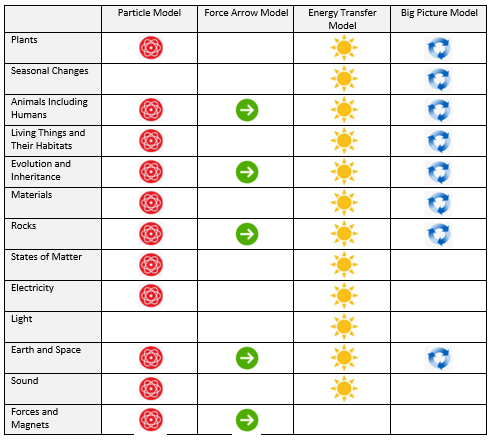 Particle Model Force Arrow Model Energy Transfer Big Picture Model
Model
Plants
Seasonal Changes
Animals Including
Humans
Living Things and
Their Habitats
Evolution and
Inheritance
Materials
Rocks
States of Matter
Electricity
Light
Earth and Space
Sound
Forces and
Magnets